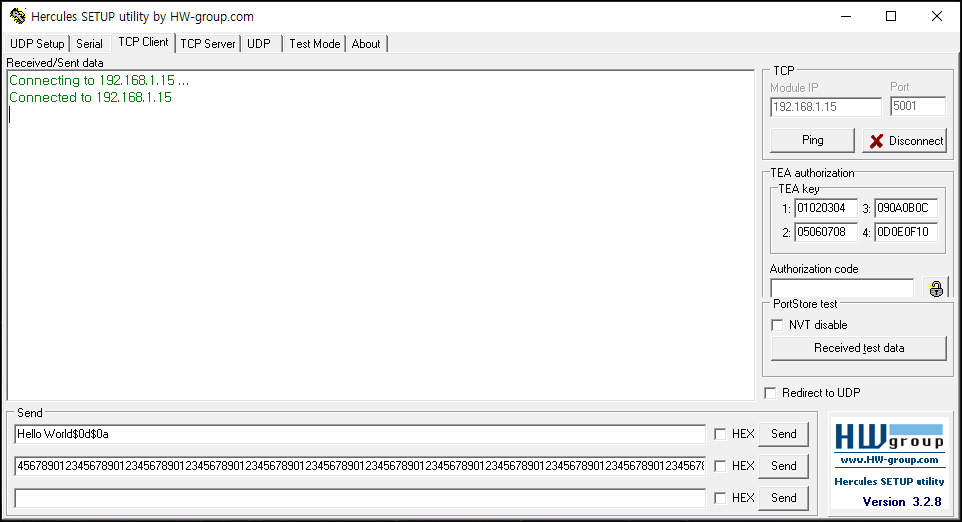 Hercules SETUP utility by HW-group.com
UDP Setup Serial TCP Client TCP Server UDP Test Mode About
Received/Sent data
Connecting to 192.168.1.15 ...
Connected to 192.168.1.15
TCP
Module IP Port
192.168.1.15 5001
Ping Disconnect
TEA authorization
TEA key
1: 01020304 3: 090A0B0C
2: 05060708 4: 0D0E0F10
Authorization code
PortStore test
NVT disable
Received test data
Redirect to UDP
Send
Hello World$0d$0a HEX Send
45678901234567890123456789012345678901234567890123456789012345678901234567890123456789012345678 HEX Send
HEX Send
HW group
www.HW-group.com
Hercules SETUP utility
Version 3.2.8